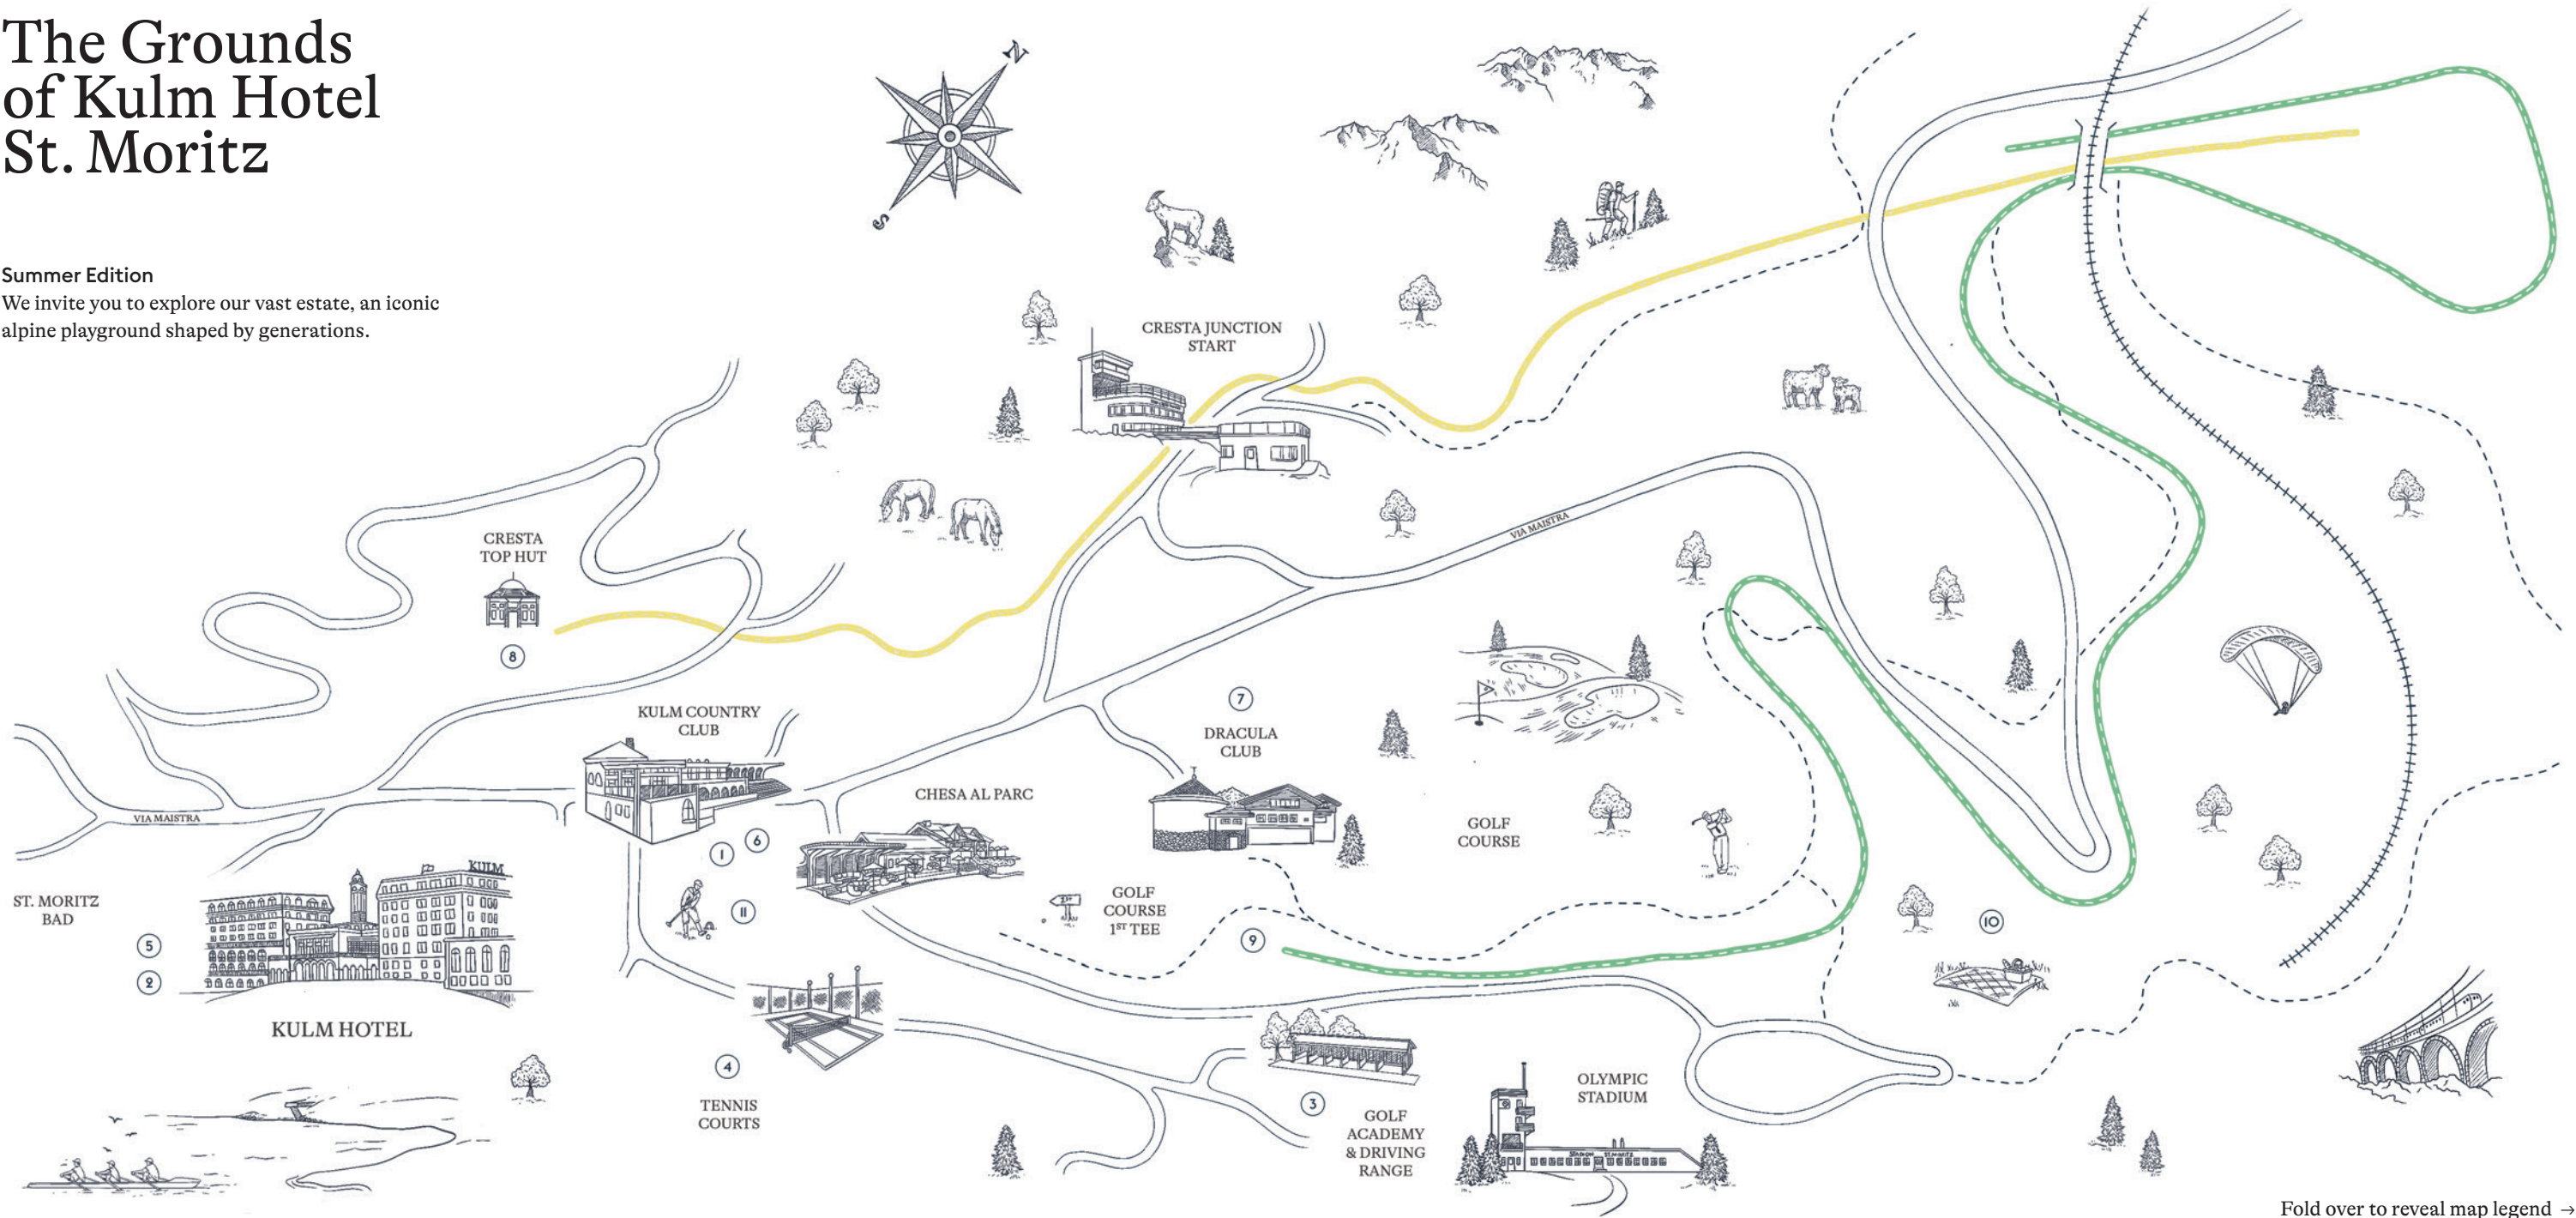 The Grounds
of Kulm Hotel
St. Moritz
Summer Edition
We invite you to explore our vast estate, an iconic
alpine playground shaped by generations.
N
S
CRESTA JUNCTION
START
CRESTA
TOP HUT
8
VIA MAISTRA
KULM COUNTRY
CLUB
7
DRACULA
CLUB
CHESA AL PARC
VIA MAISTRA
GOLF
COURSE
1
6
11
KULM
ST. MORITZ
BAD
5
2
KULM HOTEL
GOLF
COURSE
1ST TEE
9
10
4
TENNIS
COURTS
3
GOLF
ACADEMY
& DRIVING
RANGE
OLYMPIC
STADIUM
STADION ST. MORITZ
Fold over to reveal map legend →